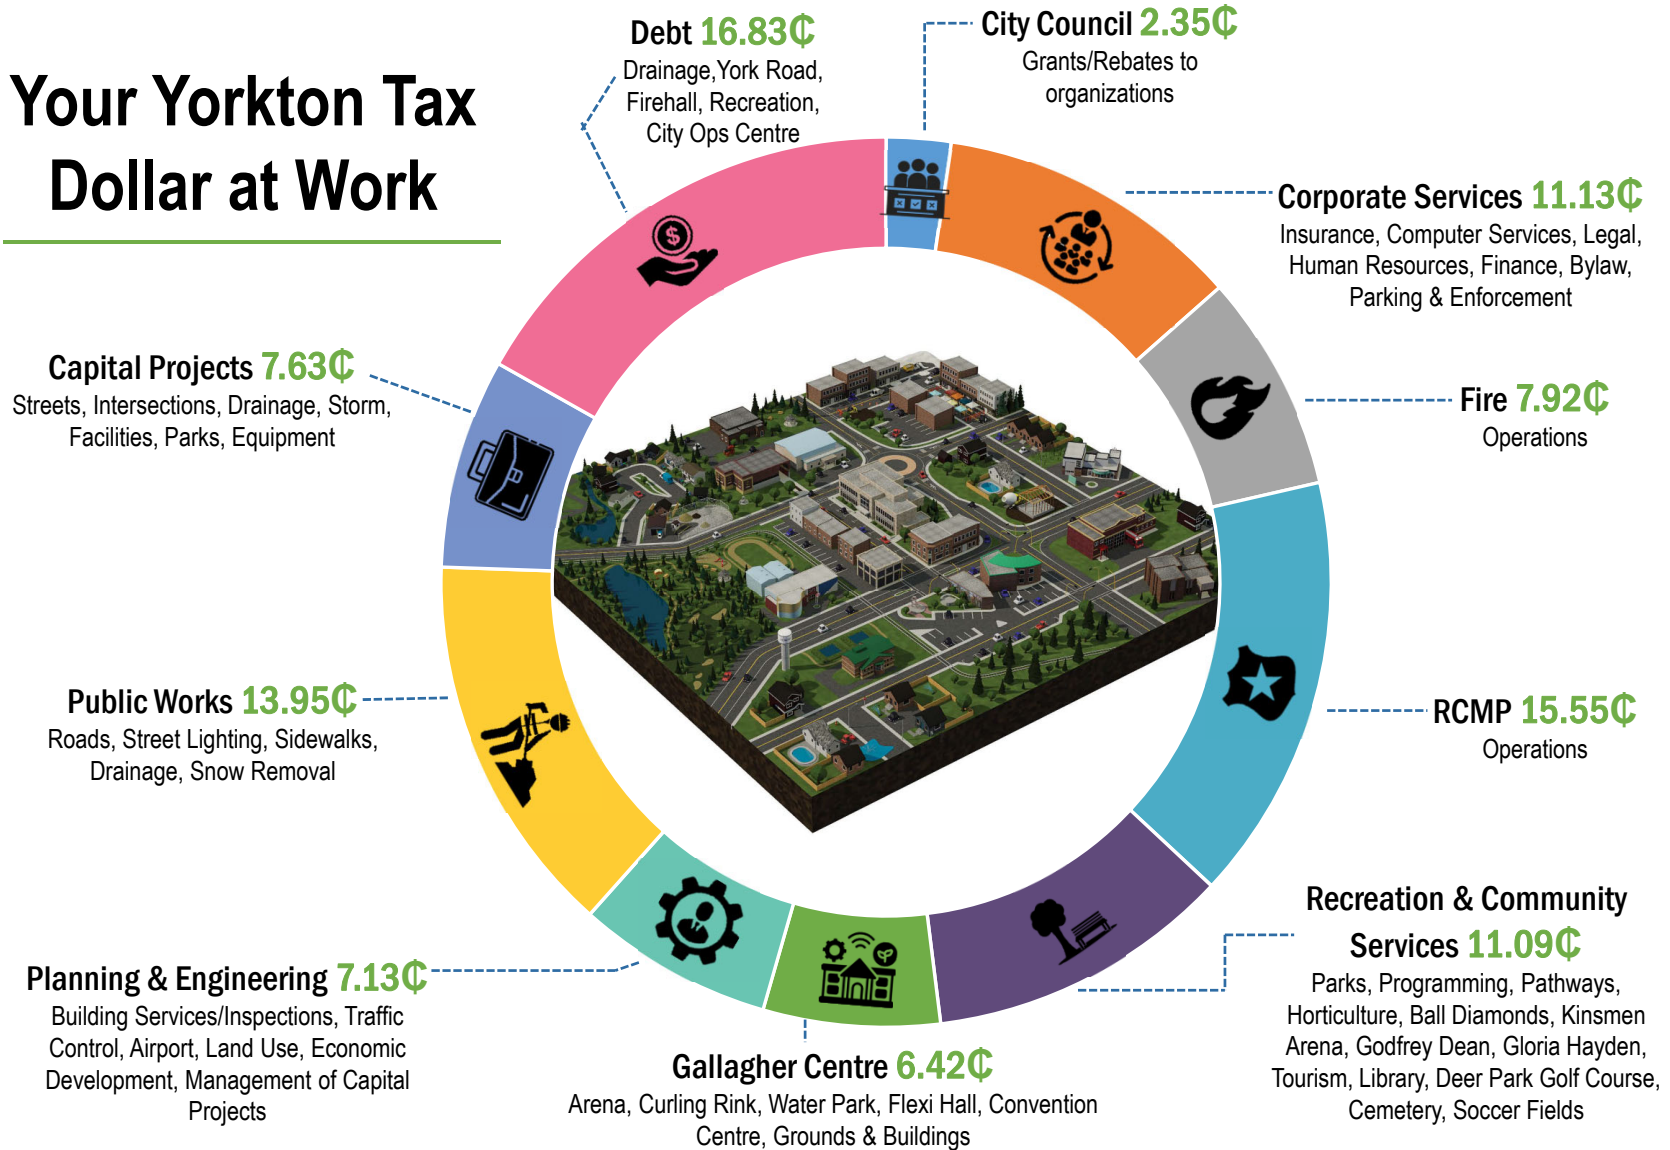 Your Yorkton Tax
Dollar at Work
Debt 16.83₵
Drainage,York Road,
Firehall, Recreation,
City Ops Centre
City Council 2.35₵
Grants/Rebates to
organizations
Corporate Services 11.13₵
Insurance, Computer Services, Legal,
Human Resources, Finance, Bylaw,
Parking & Enforcement
Fire 7.92₵
Operations
RCMP 15.55₵
Operations
Recreation & Community
Services 11.09₵
Parks, Programming, Pathways,
Horticulture, Ball Diamonds, Kinsmen
Arena, Godfrey Dean, Gloria Hayden,
Tourism, Library, Deer Park Golf Course,
Cemetery, Soccer Fields
Gallagher Centre 6.42₵
Arena, Curling Rink, Water Park, Flexi Hall, Convention
Centre, Grounds & Buildings
Planning & Engineering 7.13₵
Building Services/Inspections, Traffic
Control, Airport, Land Use, Economic
Development, Management of Capital
Projects
Public Works 13.95₵
Roads, Street Lighting, Sidewalks,
Drainage, Snow Removal
Capital Projects 7.63₵
Streets, Intersections, Drainage, Storm,
Facilities, Parks, Equipment
$